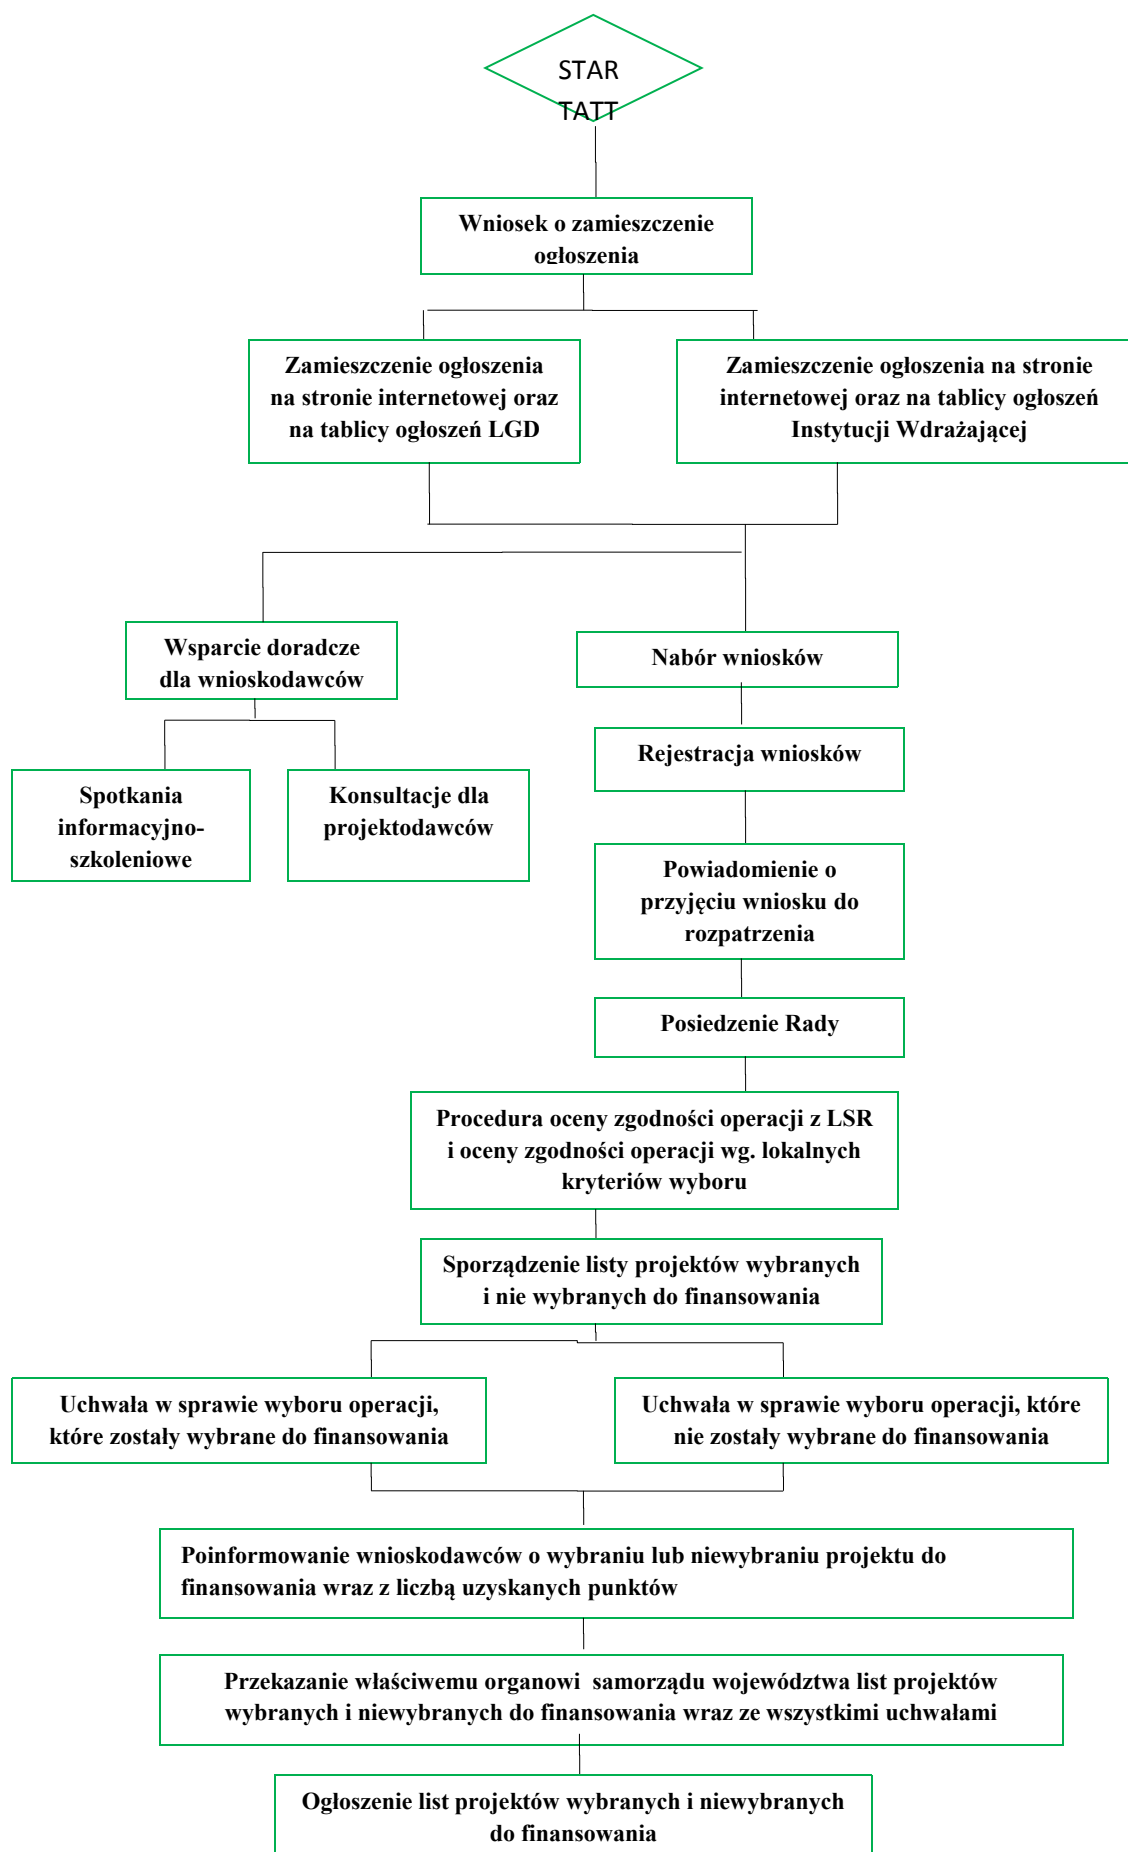 STAR
TATT
Wniosek o zamieszczenie
ogłoszenia
Zamieszczenie ogłoszenia
na stronie internetowej oraz
na tablicy ogłoszeń LGD
Zamieszczenie ogłoszenia na stronie
internetowej oraz na tablicy ogłoszeń
Instytucji Wdrażającej
Wsparcie doradcze
dla wnioskodawców
Nabór wniosków
Rejestracja wniosków
Spotkania
informacyjno-
szkoleniowe
Konsultacje dla
projektodawców
Powiadomienie o
przyjęciu wniosku do
rozpatrzenia
Posiedzenie Rady
Procedura oceny zgodności operacji z LSR
i oceny zgodności operacji wg. lokalnych
kryteriów wyboru
Sporządzenie listy projektów wybranych
i nie wybranych do finansowania
Uchwała w sprawie wyboru operacji,
które zostały wybrane do finansowania
Uchwała w sprawie wyboru operacji, które
nie zostały wybrane do finansowania
Poinformowanie wnioskodawców o wybraniu lub niewybraniu projektu do
finansowania wraz z liczbą uzyskanych punktów
Przekazanie właściwemu organowi samorządu województwa list projektów
wybranych i niewybranych do finansowania wraz ze wszystkimi uchwałami
Ogłoszenie list projektów wybranych i niewybranych
do finansowania